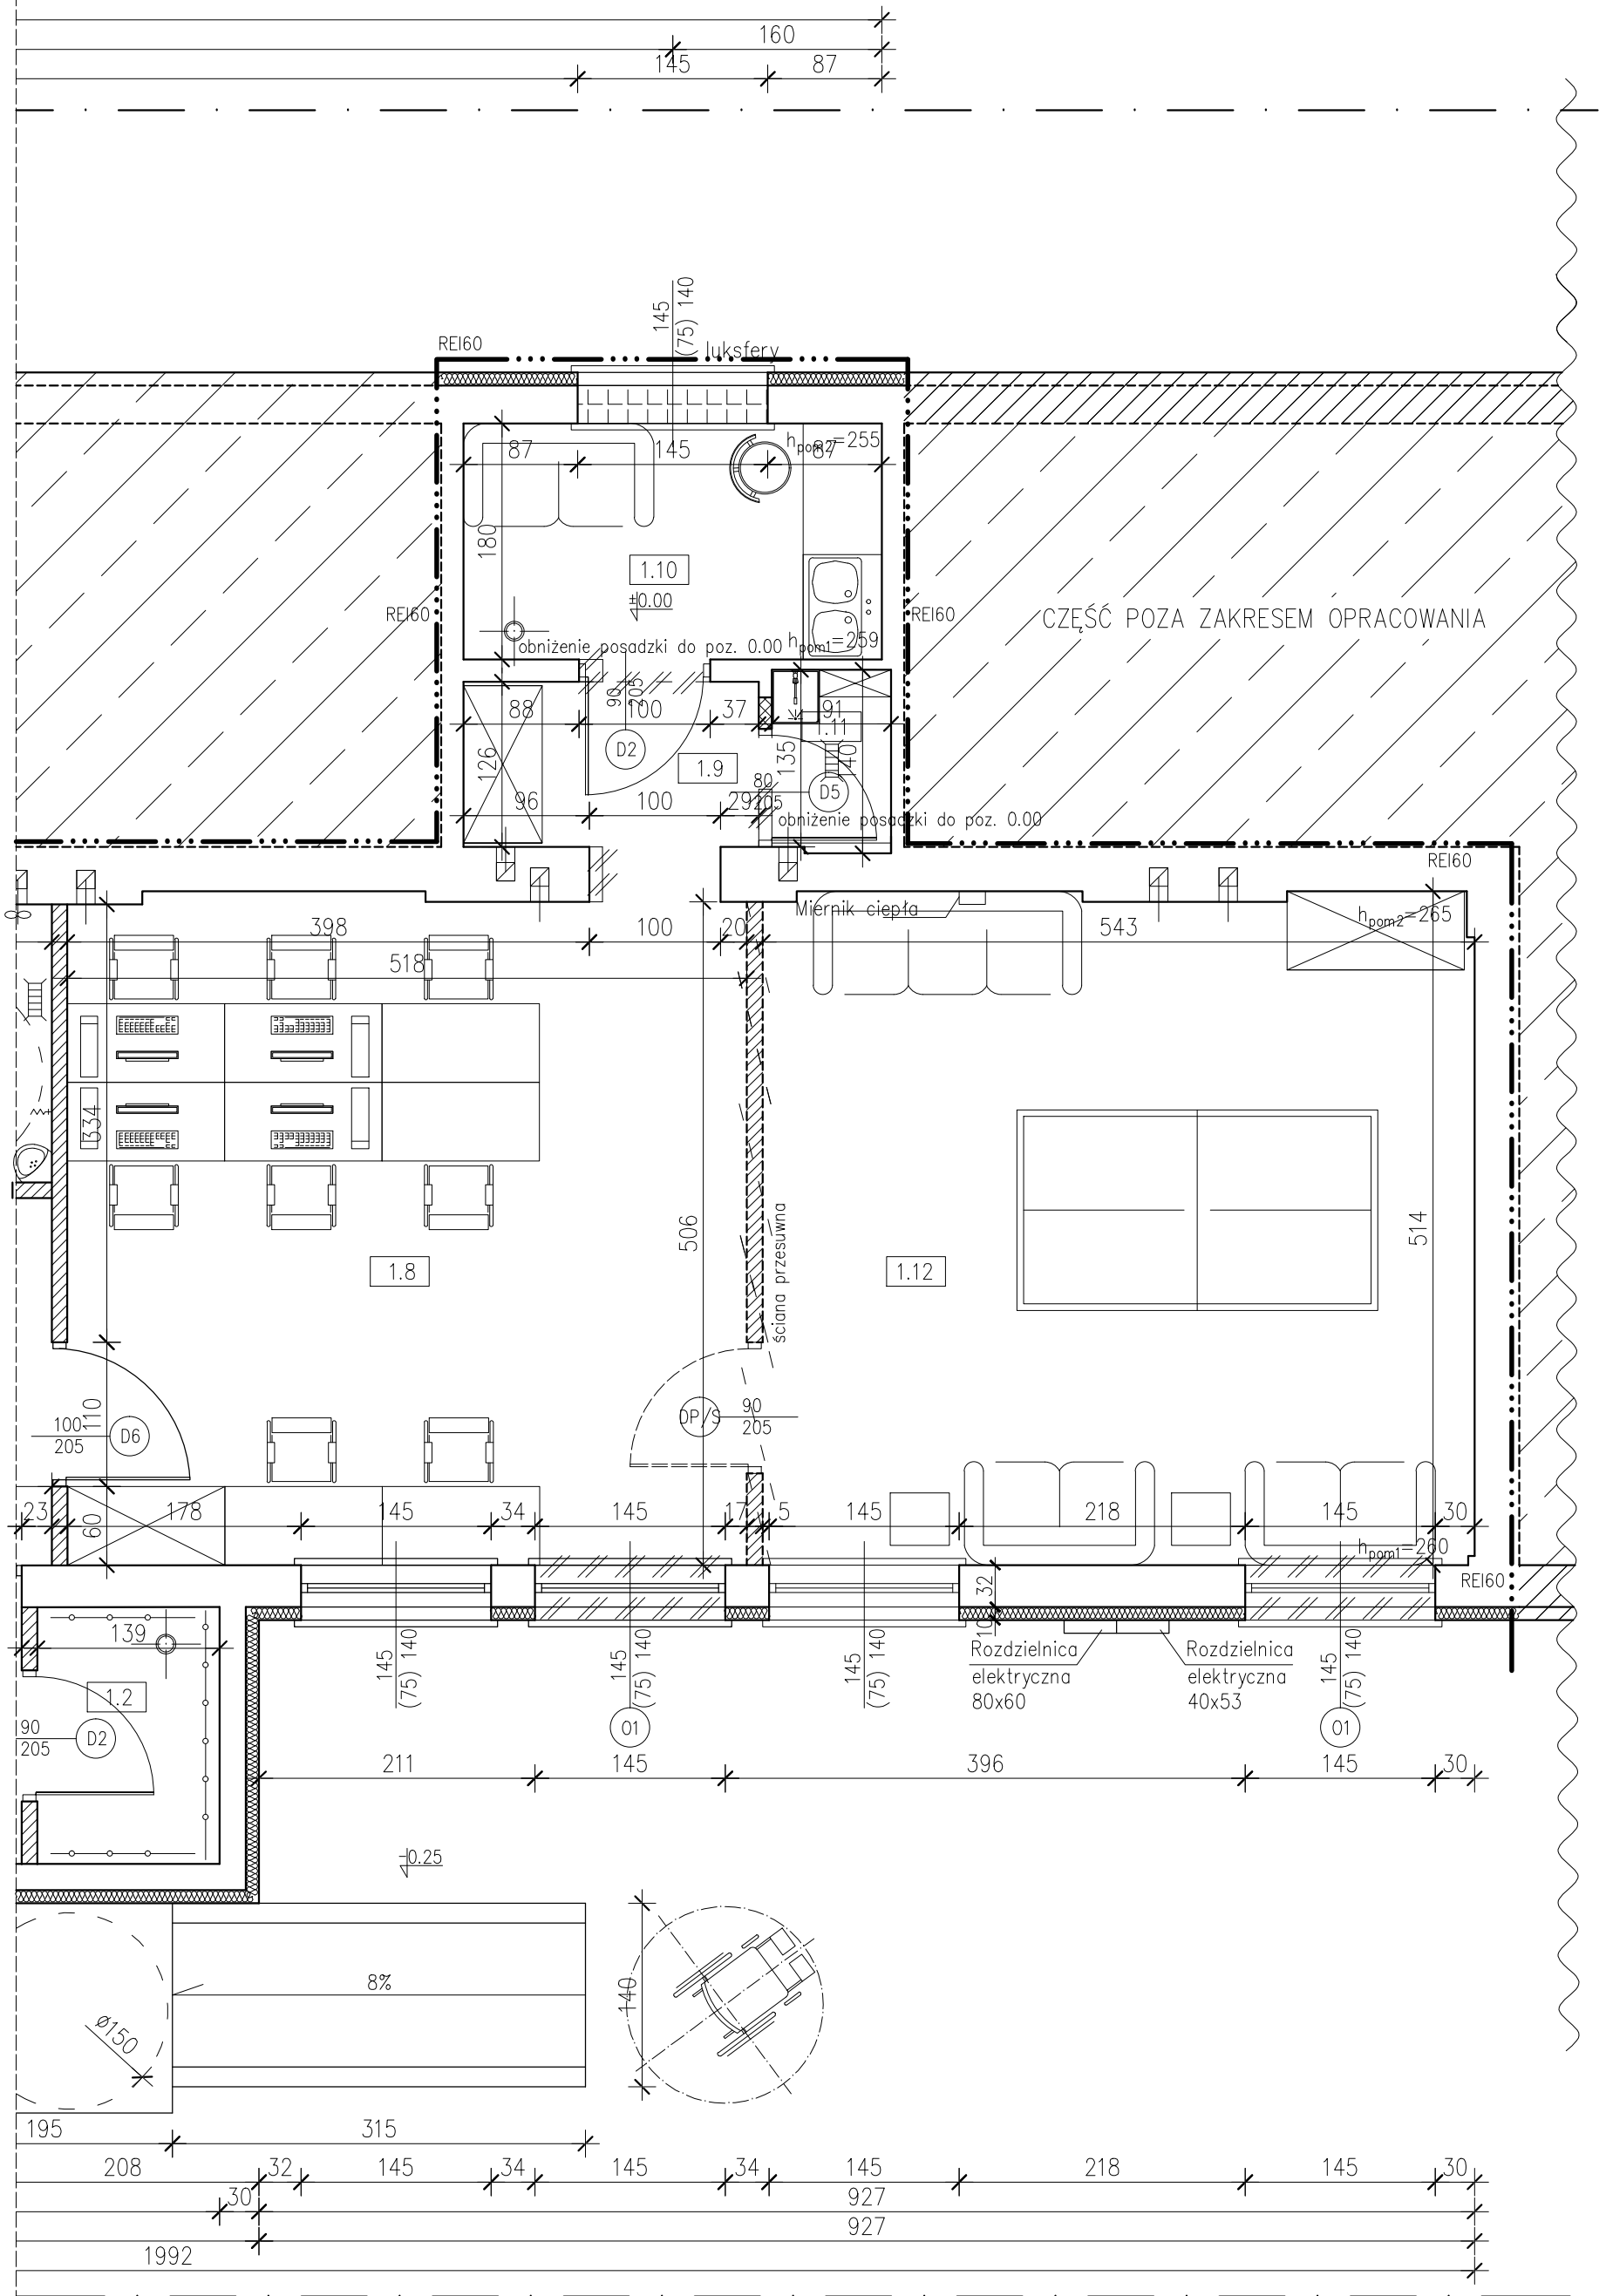 160
145 87
145
(75) 140
luksfery
REI60
87 145 87
hpom2=255
180
1.10
±0.00
REI60
REI60
CZĘŚĆ POZA ZAKRESEM OPRACOWANIA
obniżenie posadzki do poz. 0.00
hpom1=259
90
205
88 100 37 91
1.11
D2
126
1.9
135
140
80
205
D5
96 100 29
obniżenie posadzki do poz. 0.00
REI60
Miernik ciepła
hpom2=265
398 100 20 543
518
334
506
514
ściana przesuwna
1.8
1.12
110
100
205
D6
DP/S
90
205
23 178 145 34 145 17 5 145 218 145 30
60
hpom1=260
REI60
32
10
139
1.2
145
(75) 140
145
(75) 140
145
(75) 140
145
(75) 140
Rozdzielnica
elektryczna
80x60
Rozdzielnica
elektryczna
40x53
90
205
D2
01
01
211 145 396 145 30
-0.25
8%
140
ø150
195 315
208 32 145 34 145 34 145 218 145 30
30 927
927
1992